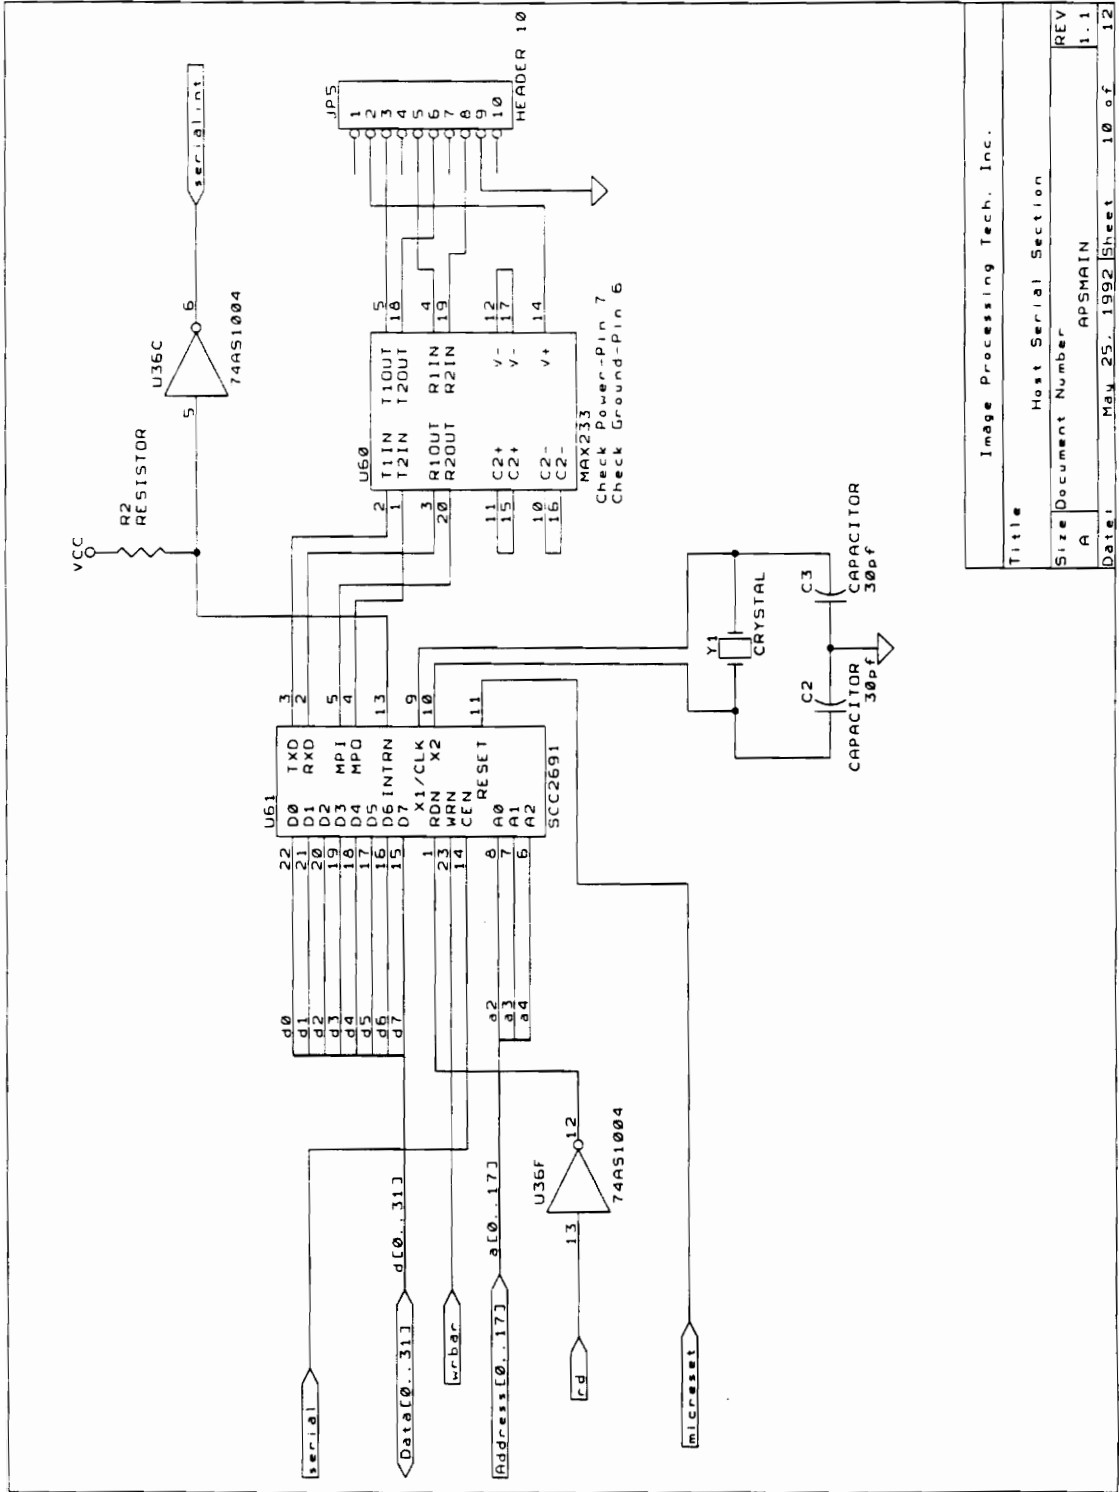 serial
Data[0..31]
wrbar
Address[0..17]
rd
micreset
d[0..31]
a[0..17]
U36F
13
12
74AS1004
d0
d1
d2
d3
d4
d5
d6
d7
a2
a3
a4
22
21
20
19
18
17
16
15
1
23
14
8
7
6
U61
D0 TXD
D1 RXD
D2
D3 MPI
D4 MPO
D5
D6 INTRN
D7
X1/CLK
RDN X2
WRN
CEN
RESET
A0
A1
A2
SCC2691
3
2
5
4
13
9
10
11
VCC
R2
RESISTOR
U36C
5
6
74AS1004
serialint
U60
2
1
3
20
11
15
10
16
T1IN T1OUT
T2IN T2OUT
R1OUT R1IN
R2OUT R2IN
C2+ V-
C2+ V-
C2- V+
C2-
5
18
4
19
12
17
14
MAX233
Check Power-Pin 7
Check Ground-Pin 6
JP5
1
2
3
4
5
6
7
8
9
10
HEADER 10
Y1
CRYSTAL
C2
CAPACITOR
30pf
C3
CAPACITOR
30pf
Image Processing Tech. Inc.
Title
Host Serial Section
Size Document Number REV
A APSMAIN 1.1
Date: May 25, 1992 Sheet 10 of 12